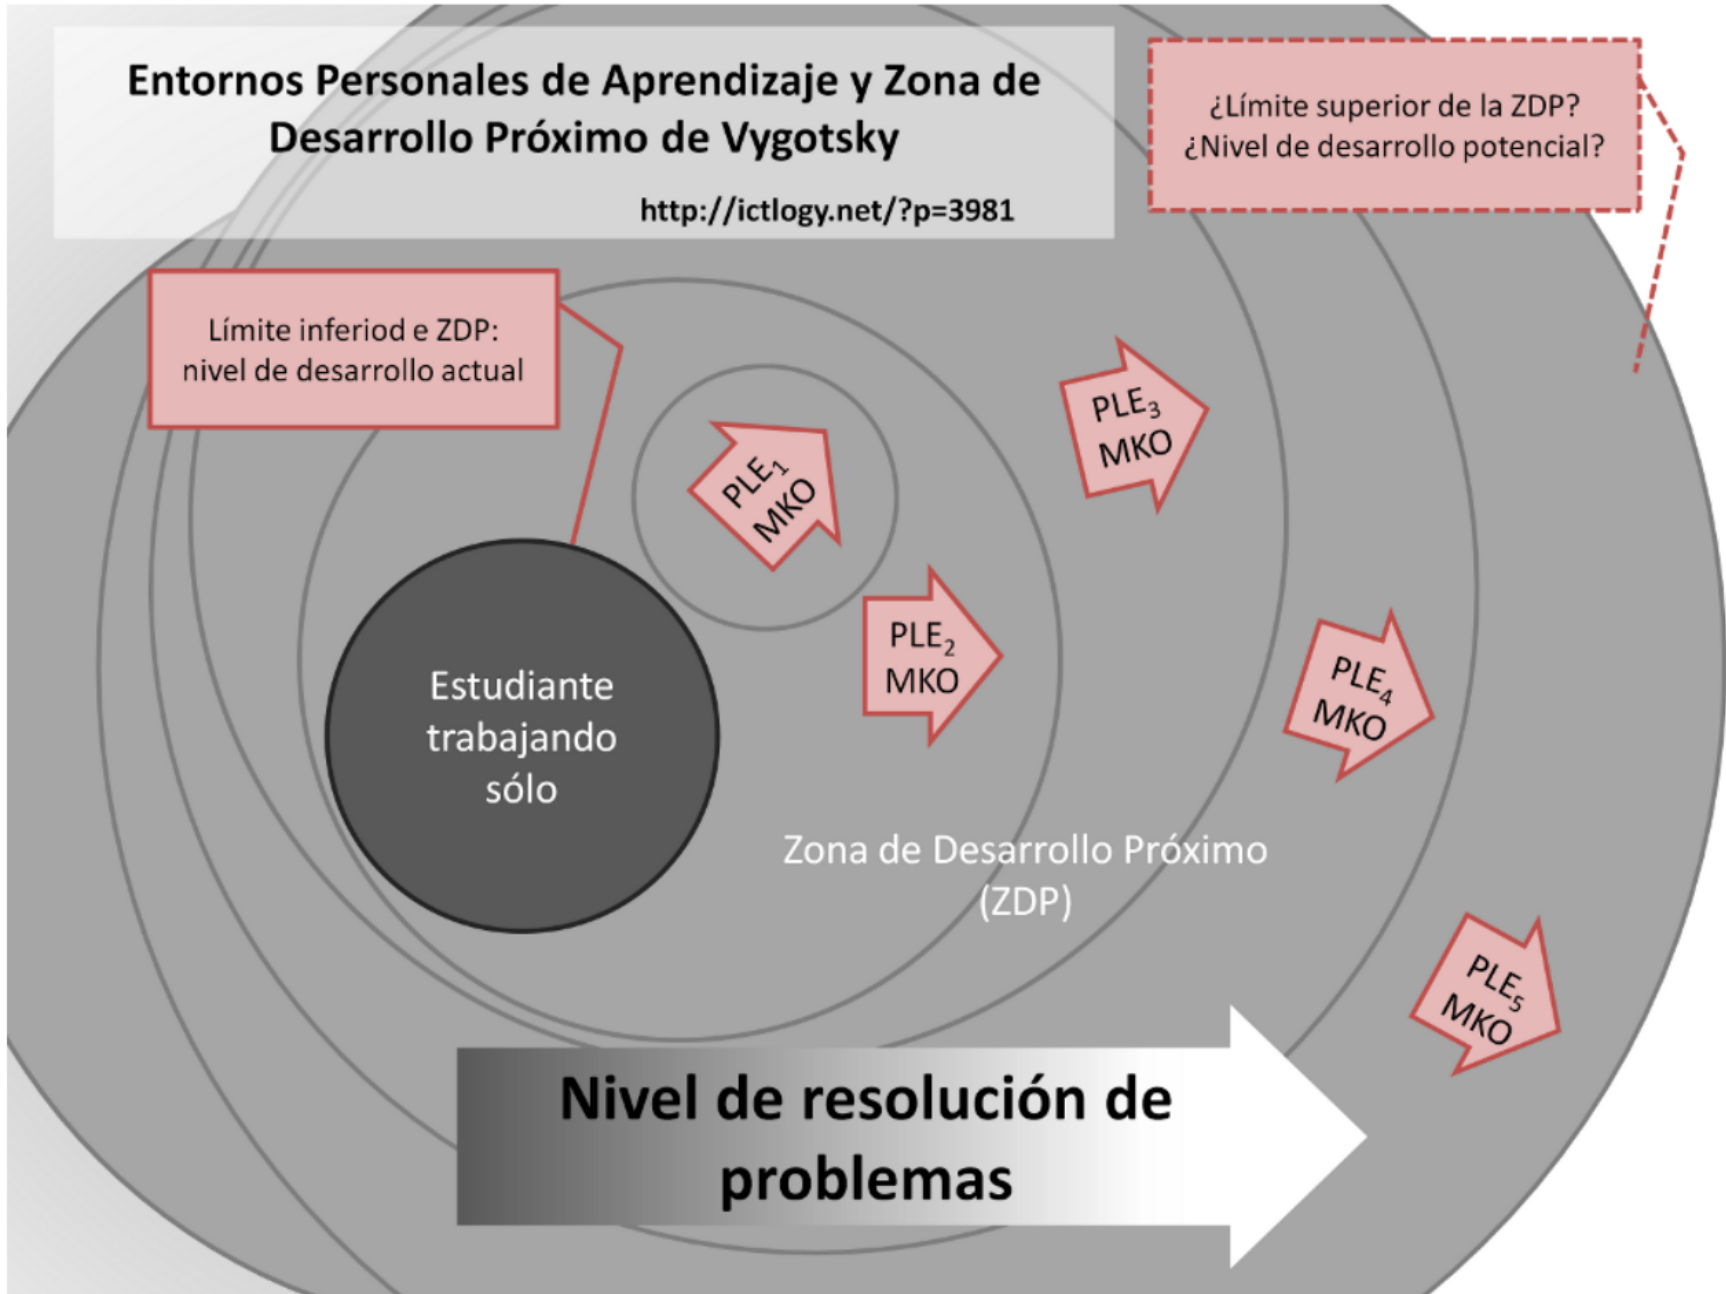 Entornos Personales de Aprendizaje y Zona de
Desarrollo Próximo de Vygotsky
http://ictlogy.net/?p=3981
¿Límite superior de la ZDP?
¿Nivel de desarrollo potencial?
Límite inferiod e ZDP:
nivel de desarrollo actual
PLE₁
MKO
PLE₂
MKO
PLE₃
MKO
PLE₄
MKO
PLE₅
MKO
Estudiante
trabajando
sólo
Zona de Desarrollo Próximo
(ZDP)
Nivel de resolución de
problemas